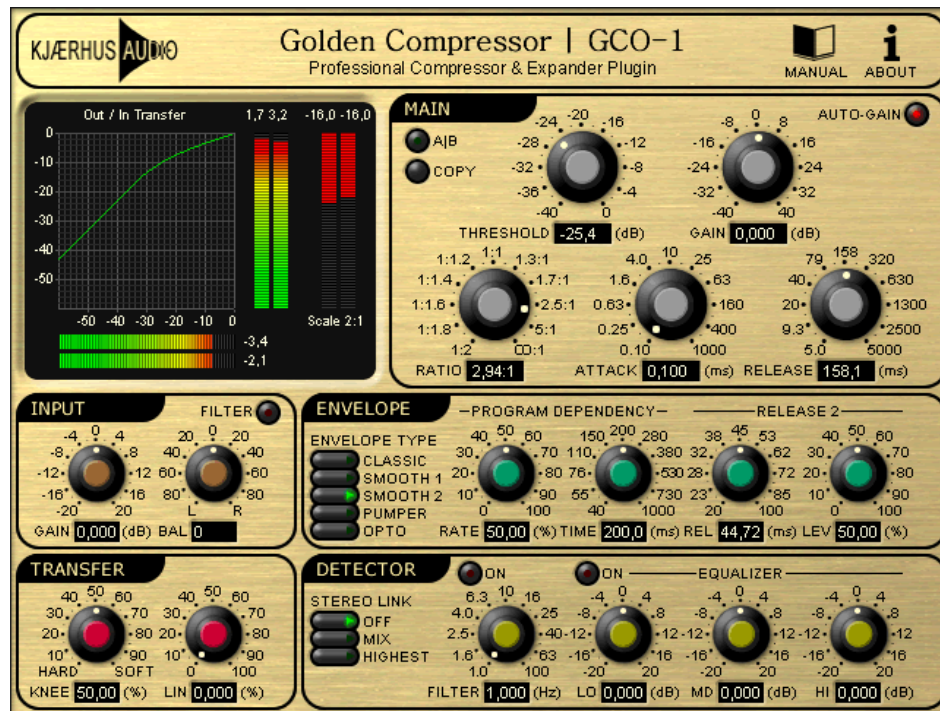 KJÆRHUS AUDIO
Golden Compressor | GCO-1
Professional Compressor & Expander Plugin
MANUAL ABOUT
Out / In Transfer 1,7 3,2 -16,0 -16,0
0
-10
-20
-30
-40
-50
-50 -40 -30 -20 -10 0
Scale 2:1
-3,4
-2,1
MAIN
A|B
COPY
AUTO-GAIN
-40 -36 -32 -28 -24 -20 -16 -12 -8 -4 0
THRESHOLD -25,4 (dB)
-40 -32 -24 -16 -8 0 8 16 24 32 40
GAIN 0,000 (dB)
1:2 1:1.8 1:1.6 1:1.4 1:1.2 1:1 1.3:1 1.7:1 2.5:1 5:1 OO:1
RATIO 2,94:1
0.10 0.25 0.63 1.6 4.0 10 25 63 160 400 1000
ATTACK 0,100 (ms)
5.0 9.3 20 40 79 158 320 630 1300 2500 5000
RELEASE 158,1 (ms)
INPUT
FILTER
-20 -16 -12 -8 -4 0 4 8 12 16 20
GAIN 0,000 (dB)
L 80 60 40 20 0 20 40 60 80 R
BAL 0
ENVELOPE
PROGRAM DEPENDENCY
RELEASE 2
ENVELOPE TYPE
CLASSIC
SMOOTH 1
SMOOTH 2
PUMPER
OPTO
0 10 20 30 40 50 60 70 80 90 100
RATE 50,00 (%)
40 55 76 110 150 200 280 380 530 730 1000
TIME 200,0 (ms)
20 23 28 32 38 45 53 62 72 85 100
REL 44,72 (ms)
0 10 20 30 40 50 60 70 80 90 100
LEV 50,00 (%)
TRANSFER
HARD 10 20 30 40 50 60 70 80 90 SOFT
KNEE 50,00 (%)
0 10 20 30 40 50 60 70 80 90 100
LIN 0,000 (%)
DETECTOR
ON
ON
EQUALIZER
STEREO LINK
OFF
MIX
HIGHEST
1.0 1.6 2.5 4.0 6.3 10 16 25 40 63 100
FILTER 1,000 (Hz)
-20 -16 -12 -8 -4 0 4 8 12 16 20
LO 0,000 (dB)
-20 -16 -12 -8 -4 0 4 8 12 16 20
MD 0,000 (dB)
-20 -16 -12 -8 -4 0 4 8 12 16 20
HI 0,000 (dB)